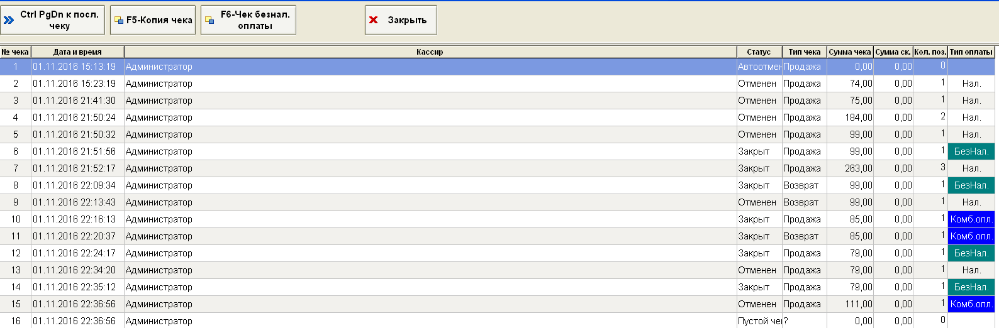 Ctrl PgDn к посл. чеку
F5-Копия чека
F6-Чек безнал. оплаты
Закрыть
№ чека Дата и время Кассир Статус Тип чека Сумма чека Сумма ск. Кол. поз. Тип оплаты
1 01.11.2016 15:13:19 Администратор Автоотмен Продажа 0,00 0,00 0
2 01.11.2016 15:23:19 Администратор Отменен Продажа 74,00 0,00 1 Нал.
3 01.11.2016 21:41:30 Администратор Отменен Продажа 75,00 0,00 1 Нал.
4 01.11.2016 21:50:24 Администратор Отменен Продажа 184,00 0,00 2 Нал.
5 01.11.2016 21:50:32 Администратор Отменен Продажа 99,00 0,00 1 Нал.
6 01.11.2016 21:51:56 Администратор Закрыт Продажа 99,00 0,00 1 БезНал.
7 01.11.2016 21:52:17 Администратор Закрыт Продажа 263,00 0,00 3 Нал.
8 01.11.2016 22:09:34 Администратор Закрыт Возврат 99,00 0,00 1 БезНал.
9 01.11.2016 22:13:43 Администратор Отменен Возврат 99,00 0,00 1 Нал.
10 01.11.2016 22:16:13 Администратор Закрыт Продажа 85,00 0,00 1 Комб.опл.
11 01.11.2016 22:20:37 Администратор Закрыт Возврат 85,00 0,00 1 Комб.опл.
12 01.11.2016 22:24:17 Администратор Закрыт Продажа 79,00 0,00 1 БезНал.
13 01.11.2016 22:34:20 Администратор Отменен Продажа 79,00 0,00 1 Нал.
14 01.11.2016 22:35:12 Администратор Закрыт Продажа 79,00 0,00 1 БезНал.
15 01.11.2016 22:36:56 Администратор Отменен Продажа 111,00 0,00 1 Комб.опл.
16 01.11.2016 22:36:56 Администратор Пустой че ? 0,00 0,00 0